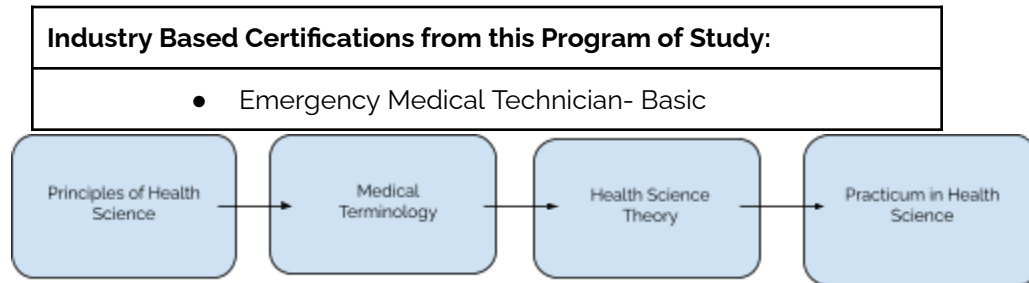 Industry Based Certifications from this Program of Study:
● Emergency Medical Technician- Basic
Principles of Health
Science
Medical
Terminology
Health Science
Theory
Practicum in Health
Science